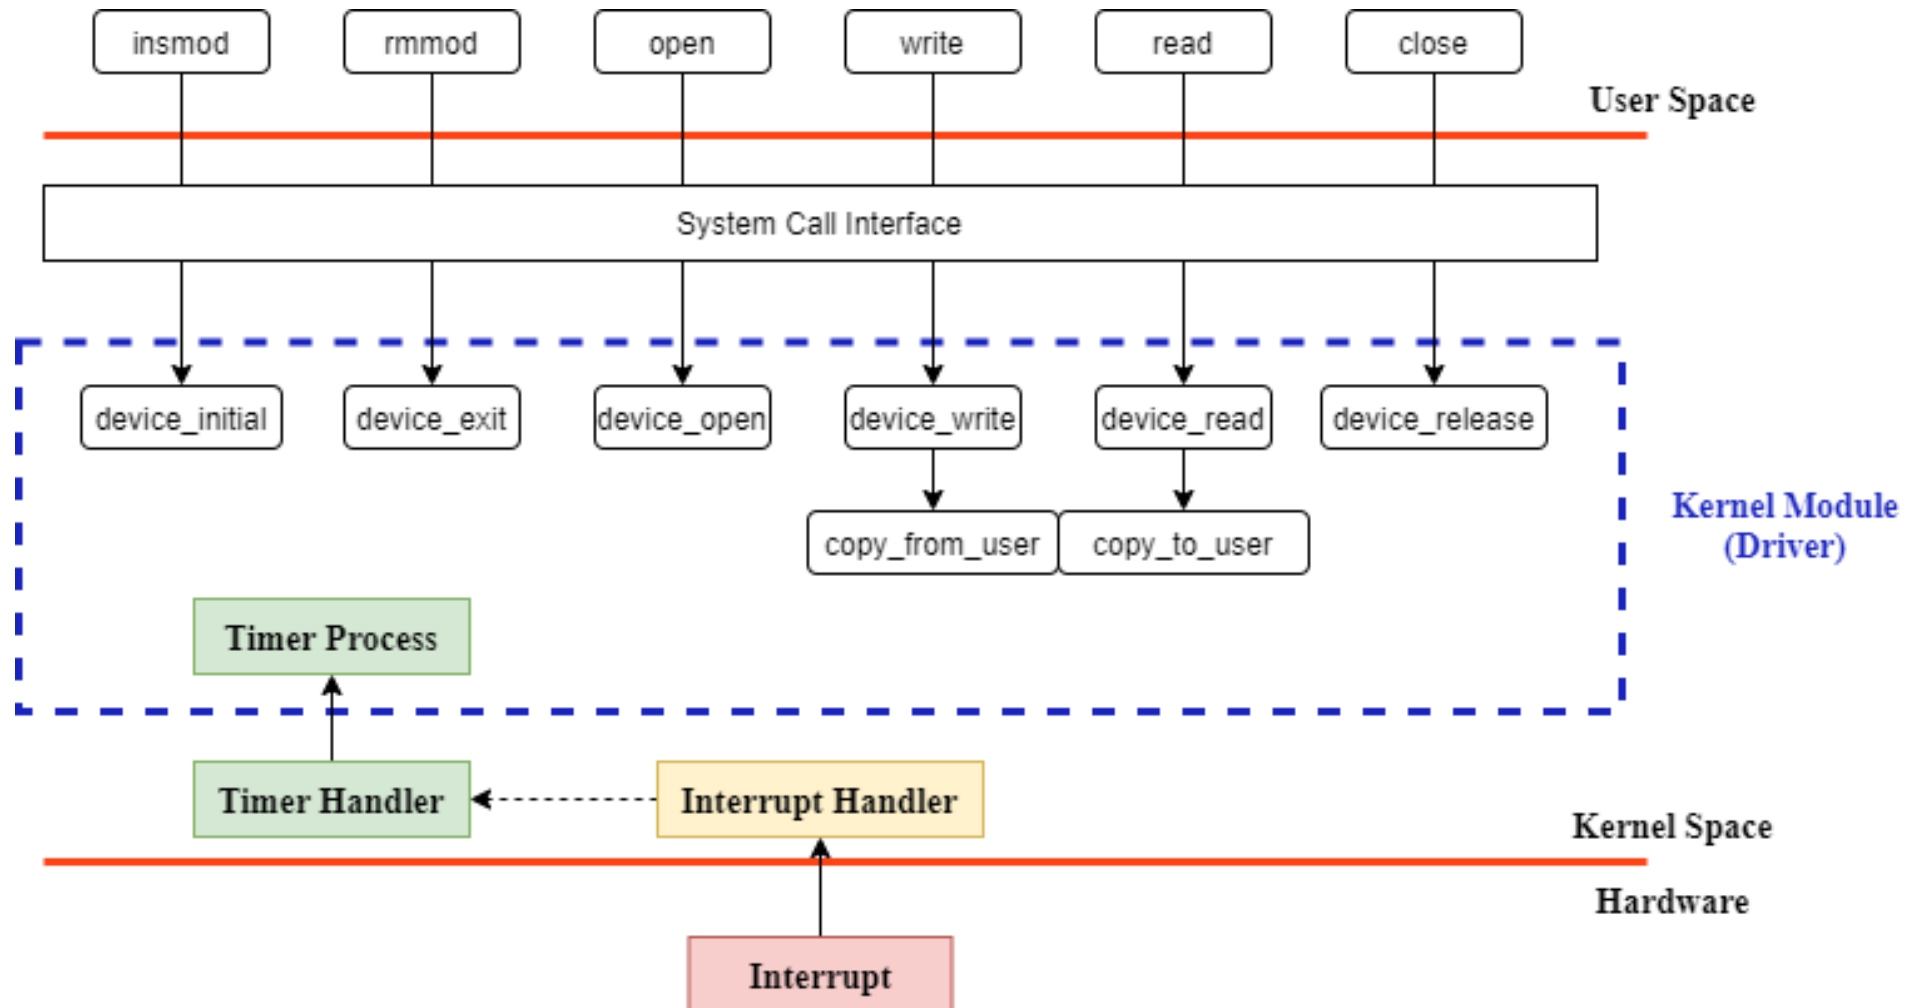 insmod
rmmod
open
write
read
close
User Space
System Call Interface
device_initial
device_exit
device_open
device_write
device_read
device_release
Kernel Module
(Driver)
copy_from_user
copy_to_user
Timer Process
Timer Handler
Interrupt Handler
Kernel Space
Hardware
Interrupt